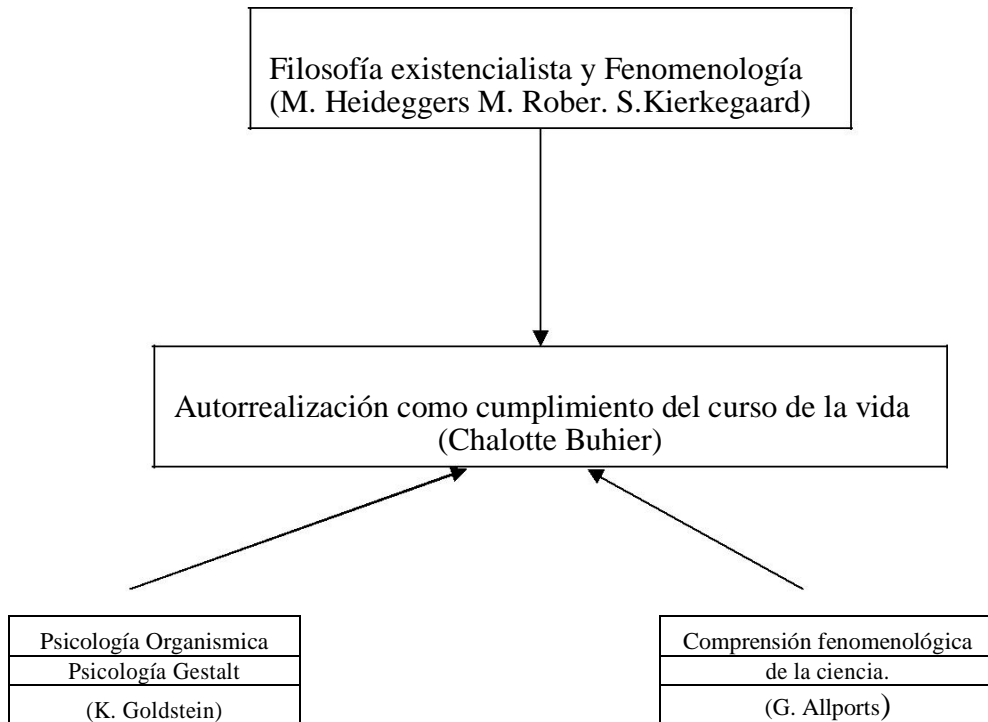 Filosofía existencialista y Fenomenología
(M. Heideggers M. Rober. S.Kierkegaard)
Autorrealización como cumplimiento del curso de la vida
(Chalotte Buhier)
Psicología Organismica
Psicología Gestalt
(K. Goldstein)
Comprensión fenomenológica
de la ciencia.
(G. Allports)